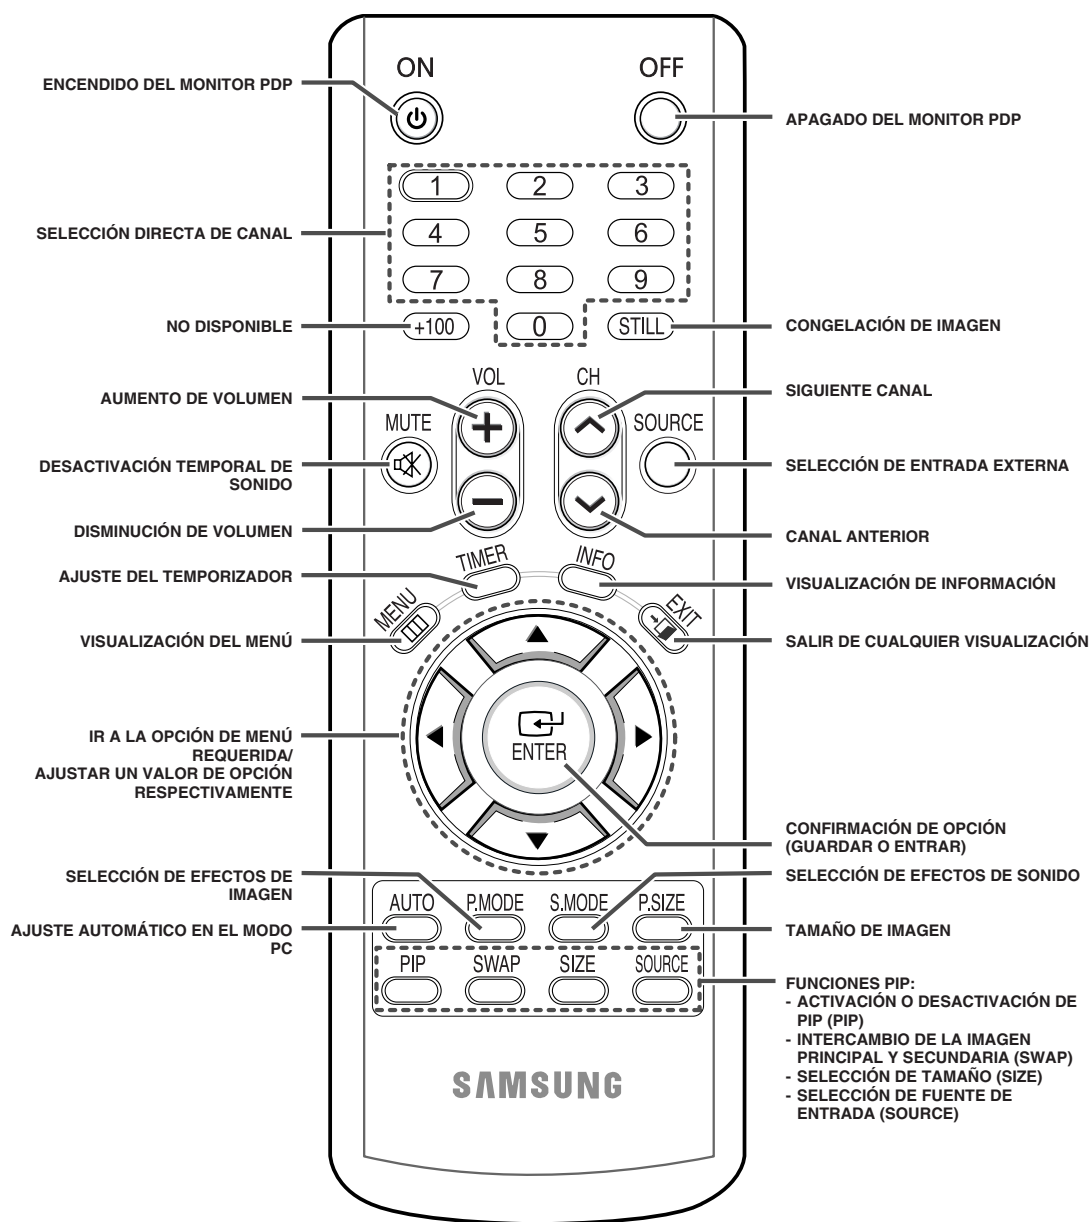 ON
OFF
ENCENDIDO DEL MONITOR PDP
APAGADO DEL MONITOR PDP
1
2
3
SELECCIÓN DIRECTA DE CANAL
4
5
6
7
8
9
NO DISPONIBLE
+100
0
STILL
CONGELACIÓN DE IMAGEN
VOL
CH
AUMENTO DE VOLUMEN
SIGUIENTE CANAL
MUTE
SOURCE
DESACTIVACIÓN TEMPORAL DE
SONIDO
SELECCIÓN DE ENTRADA EXTERNA
DISMINUCIÓN DE VOLUMEN
CANAL ANTERIOR
TIMER
INFO
AJUSTE DEL TEMPORIZADOR
VISUALIZACIÓN DE INFORMACIÓN
MENU
EXIT
VISUALIZACIÓN DEL MENÚ
SALIR DE CUALQUIER VISUALIZACIÓN
IR A LA OPCIÓN DE MENÚ
REQUERIDA/
AJUSTAR UN VALOR DE OPCIÓN
RESPECTIVAMENTE
ENTER
CONFIRMACIÓN DE OPCIÓN
(GUARDAR O ENTRAR)
SELECCIÓN DE EFECTOS DE
IMAGEN
SELECCIÓN DE EFECTOS DE SONIDO
AUTO
P.MODE
S.MODE
P.SIZE
AJUSTE AUTOMÁTICO EN EL MODO
PC
TAMAÑO DE IMAGEN
PIP
SWAP
SIZE
SOURCE
FUNCIONES PIP:
- ACTIVACIÓN O DESACTIVACIÓN DE
PIP (PIP)
- INTERCAMBIO DE LA IMAGEN
PRINCIPAL Y SECUNDARIA (SWAP)
- SELECCIÓN DE TAMAÑO (SIZE)
- SELECCIÓN DE FUENTE DE
ENTRADA (SOURCE)
SAMSUNG